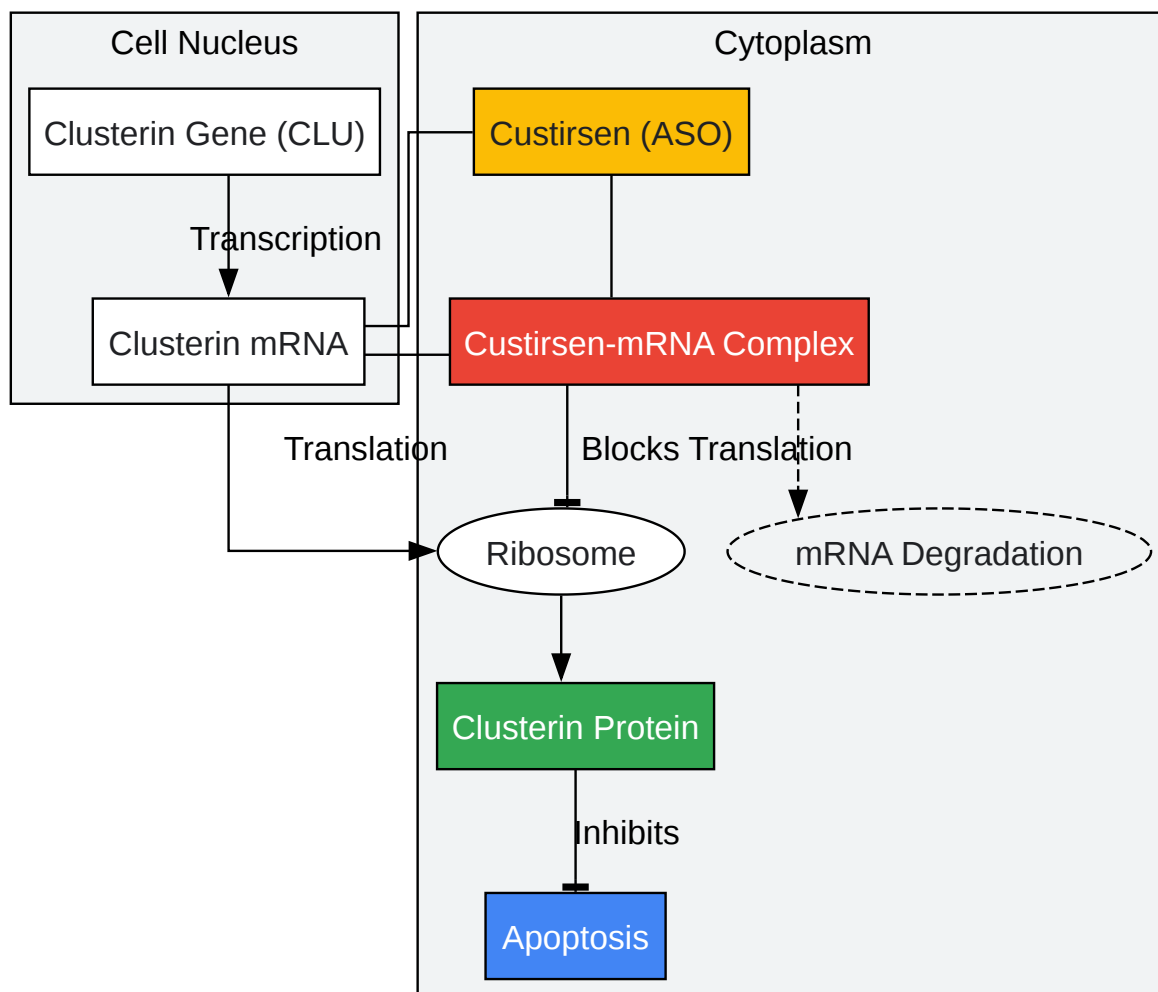 Cell Nucleus
Cytoplasm
Clusterin Gene (CLU)
Custirsen (ASO)
Transcription
Clusterin mRNA
Custirsen-mRNA Complex
Translation
Blocks Translation
Ribosome
mRNA Degradation
Clusterin Protein
Inhibits
Apoptosis